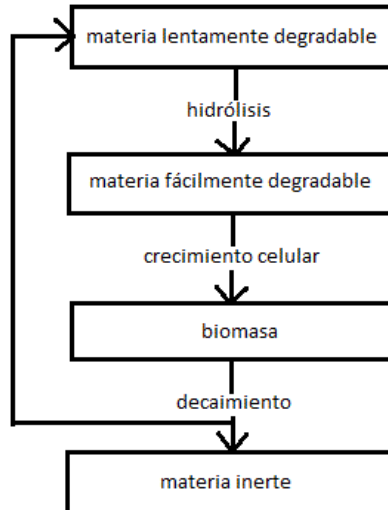 materia lentamente degradable
hidrólisis
materia fácilmente degradable
crecimiento celular
biomasa
decaimiento
materia inerte